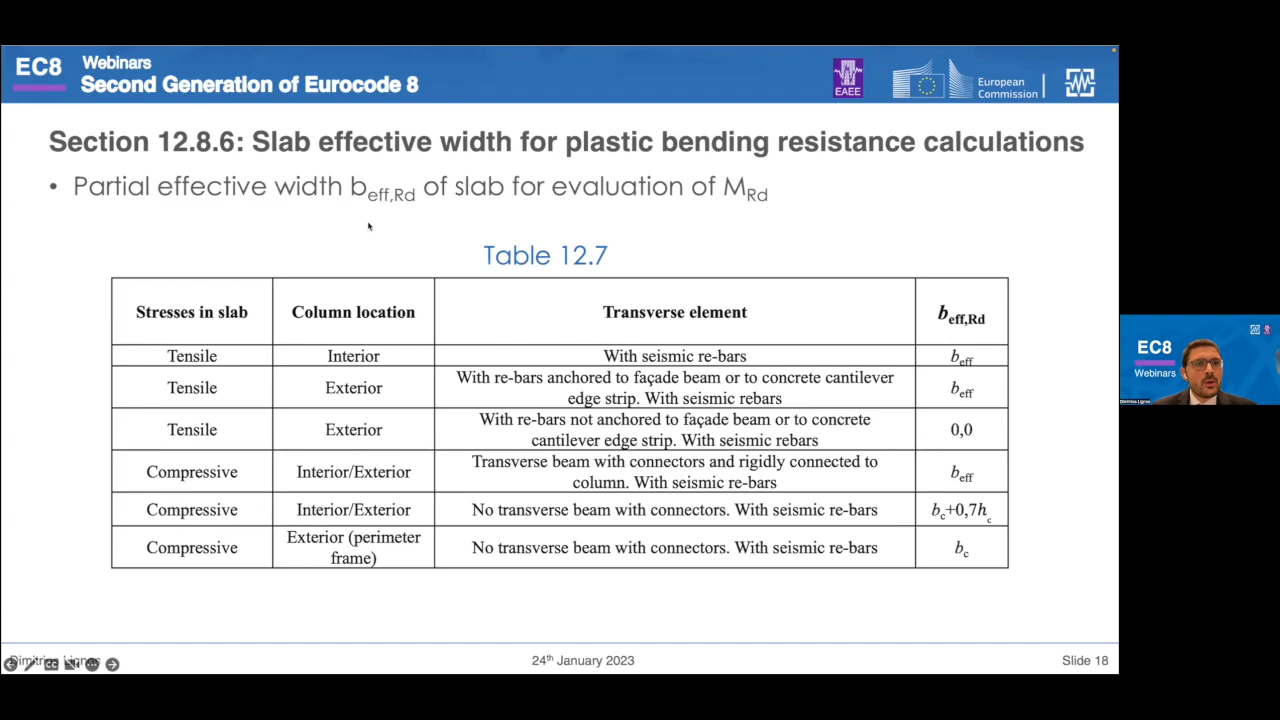 EC8
Webinars
Second Generation of Eurocode 8
EAEE
European
Commission
Section 12.8.6: Slab effective width for plastic bending resistance calculations
• Partial effective width beff,Rd of slab for evaluation of MRd
Table 12.7
Stresses in slab Column location Transverse element beff,Rd
Tensile Interior With seismic re-bars beff
Tensile Exterior With re-bars anchored to façade beam or to concrete cantilever
edge strip. With seismic rebars beff
Tensile Exterior With re-bars not anchored to façade beam or to concrete
cantilever edge strip. With seismic rebars 0,0
Compressive Interior/Exterior Transverse beam with connectors and rigidly connected to
column. With seismic re-bars beff
Compressive Interior/Exterior No transverse beam with connectors. With seismic re-bars bc+0,7hc
Compressive Exterior (perimeter
frame) No transverse beam with connectors. With seismic re-bars bc
Dimitrios Lignos
24th January 2023
Slide 18
EC8
Webinars
Dimitrios Lignos